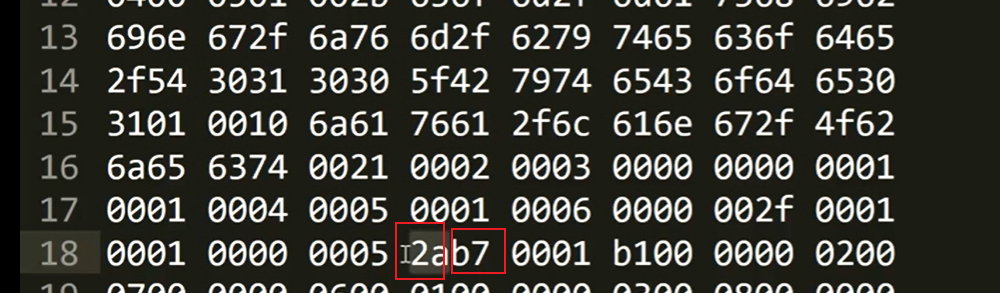 13 696e 672f 6a76 6d2f 6279 7465 636f 6465
14 2f54 3031 3030 5f42 7974 6543 6f64 6530
15 3101 0010 6a61 7661 2f6c 616e 672f 4f62
16 6a65 6374 0021 0002 0003 0000 0000 0001
17 0001 0004 0005 0001 0006 0000 002f 0001
18 0001 0000 0005 2ab7 0001 b100 0000 0200